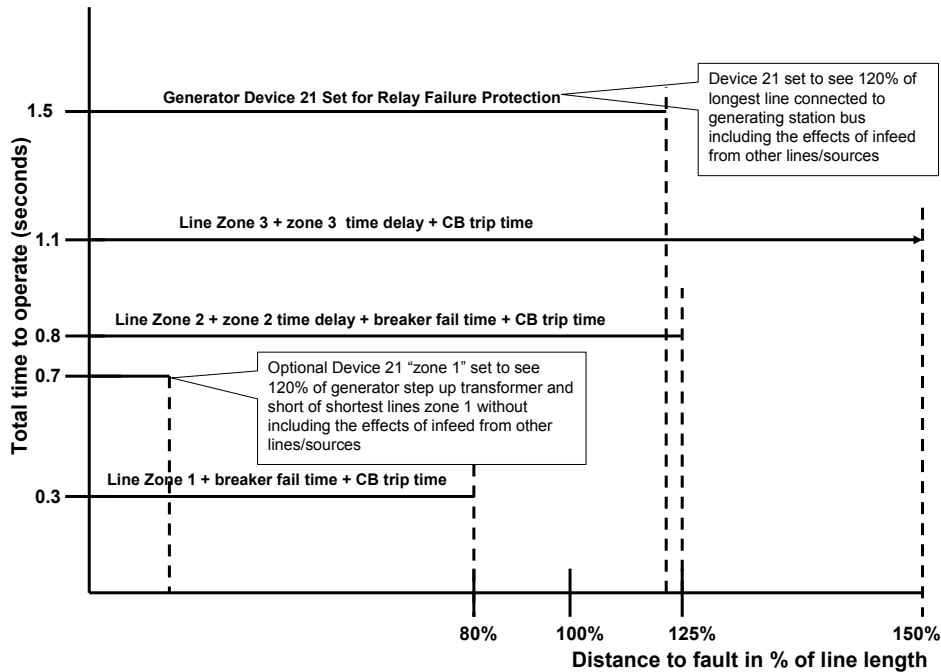 Generator Device 21 Set for Relay Failure Protection
Device 21 set to see 120% of
longest line connected to
generating station bus
including the effects of infeed
from other lines/sources
1.5
Line Zone 3 + zone 3 time delay + CB trip time
1.1
Line Zone 2 + zone 2 time delay + breaker fail time + CB trip time
0.8
Optional Device 21 “zone 1” set to see
120% of generator step up transformer and
short of shortest lines zone 1 without
including the effects of infeed from other
lines/sources
0.7
Line Zone 1 + breaker fail time + CB trip time
0.3
Total time to operate (seconds)
80%
100%
125%
150%
Distance to fault in % of line length